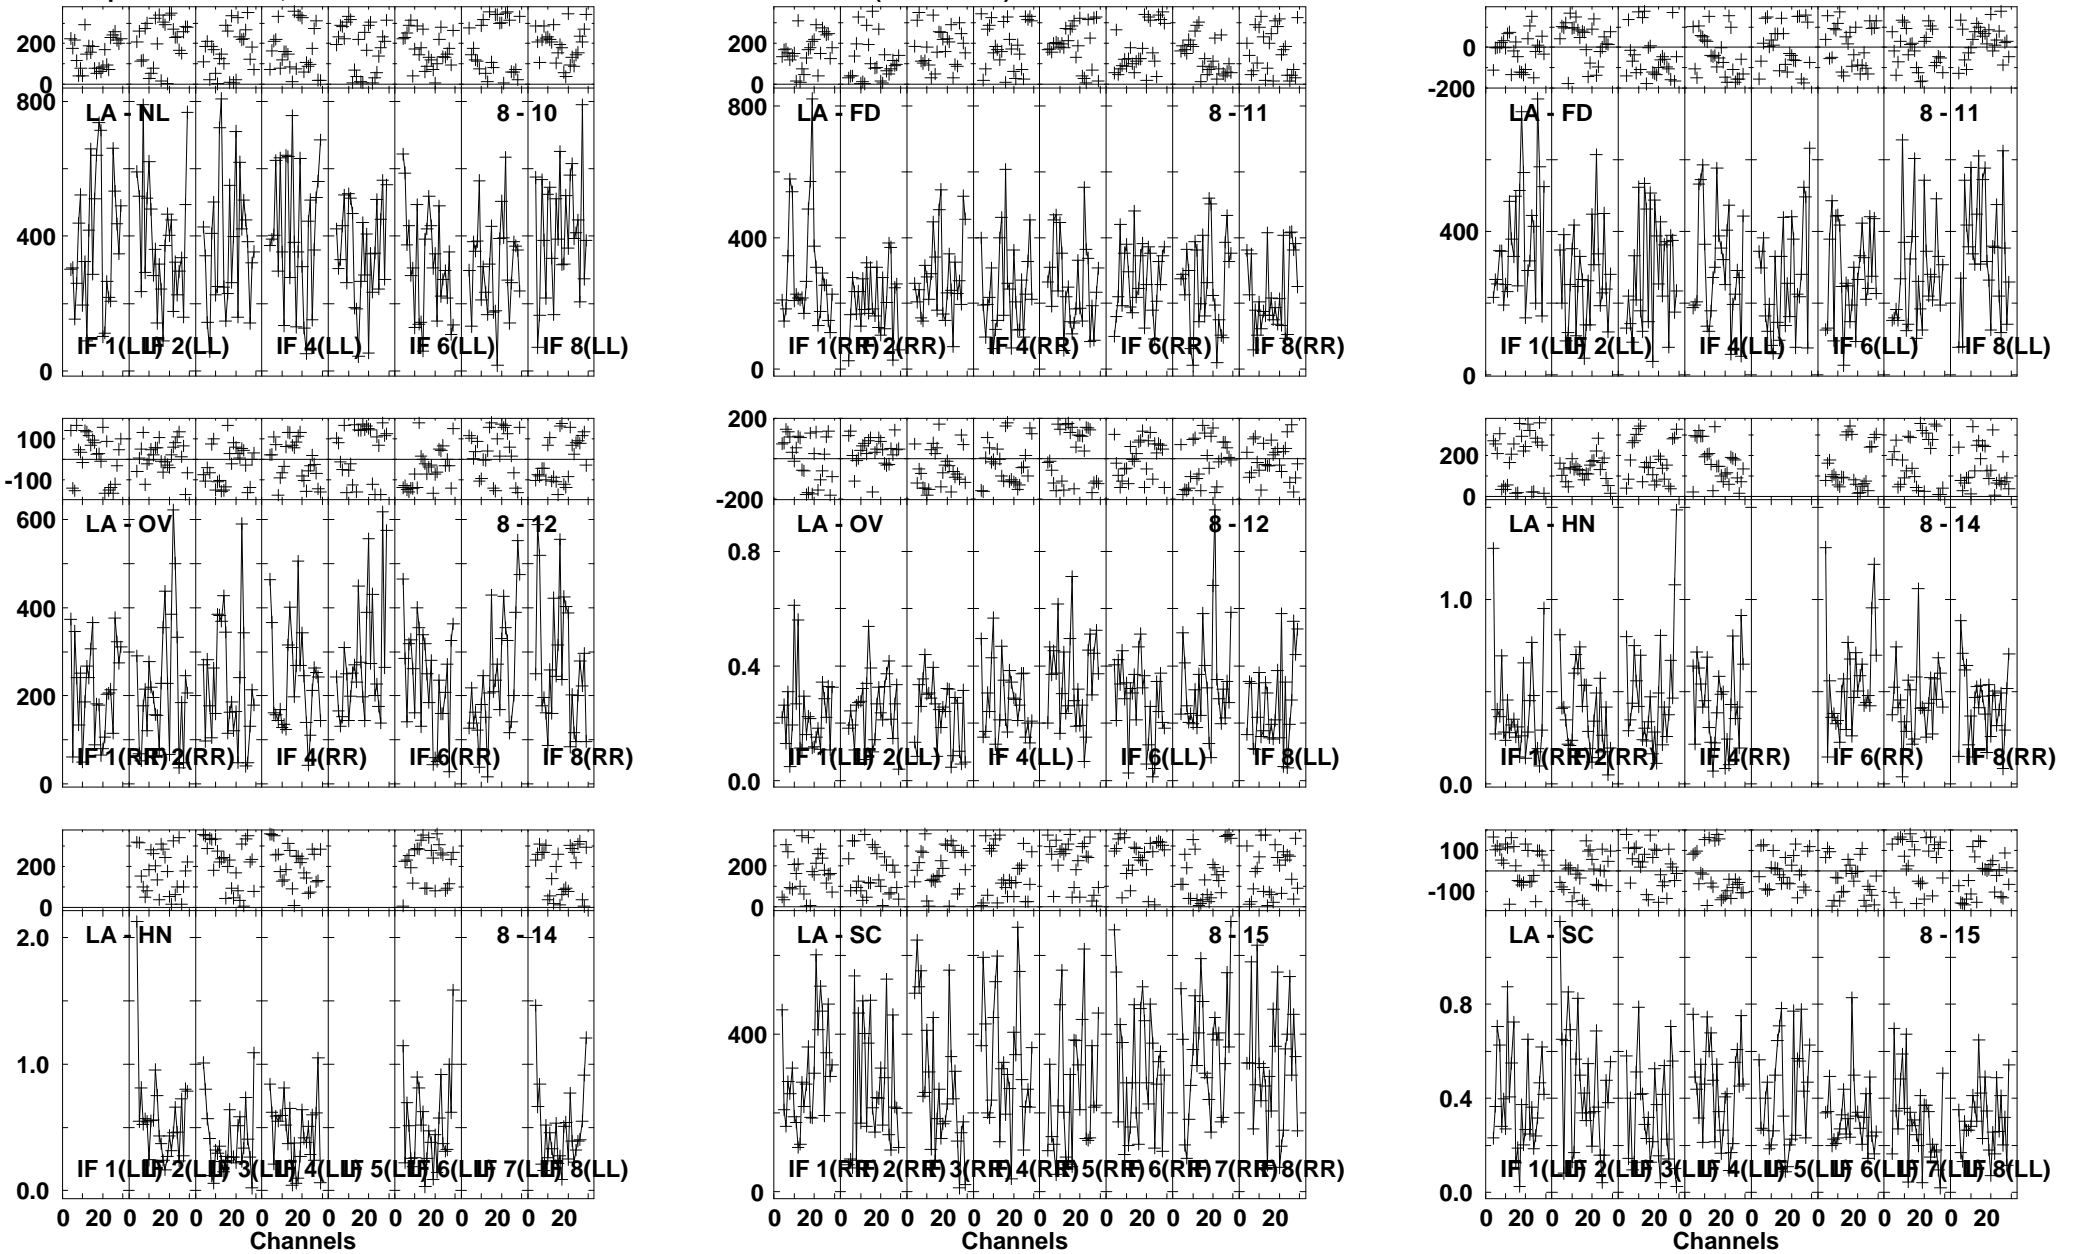 200
0
800
400
0
LA - NL
8 - 10
IF 1(LL)
IF 2(LL)
IF 4(LL)
IF 6(LL)
IF 8(LL)
200
0
800
400
0
LA - FD
8 - 11
IF 1(RR)
IF 2(RR)
IF 4(RR)
IF 6(RR)
IF 8(RR)
0
-200
400
0
LA - FD
8 - 11
IF 1(LL)
IF 2(LL)
IF 4(LL)
IF 6(LL)
IF 8(LL)
100
-100
600
400
200
0
LA - OV
8 - 12
IF 1(RR)
IF 2(RR)
IF 4(RR)
IF 6(RR)
IF 8(RR)
200
0
-200
0.8
0.4
0.0
LA - OV
8 - 12
IF 1(LL)
IF 2(LL)
IF 4(LL)
IF 6(LL)
IF 8(LL)
200
0
1.0
0.0
LA - HN
8 - 14
IF 1(RR)
IF 2(RR)
IF 4(RR)
IF 6(RR)
IF 8(RR)
200
0
2.0
1.0
0.0
LA - HN
8 - 14
IF 1(LL)
IF 2(LL)
IF 3(LL)
IF 4(LL)
IF 5(LL)
IF 6(LL)
IF 7(LL)
IF 8(LL)
0 20 0 20 0 20 0 20 0 20 0 20 0 20 0 20
Channels
200
0
400
0
LA - SC
8 - 15
IF 1(RR)
IF 2(RR)
IF 3(RR)
IF 4(RR)
IF 5(RR)
IF 6(RR)
IF 7(RR)
IF 8(RR)
0 20 0 20 0 20 0 20 0 20 0 20 0 20 0 20
Channels
100
-100
0.8
0.4
0.0
LA - SC
8 - 15
IF 1(LL)
IF 2(LL)
IF 3(LL)
IF 4(LL)
IF 5(LL)
IF 6(LL)
IF 7(LL)
IF 8(LL)
0 20 0 20 0 20 0 20 0 20 0 20 0 20 0 20
Channels